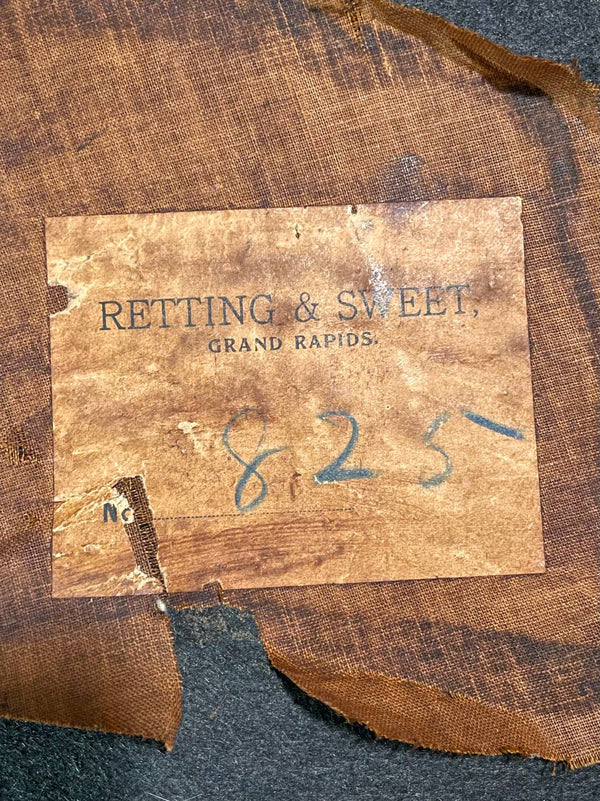 RETTING & SWEET,
GRAND RAPIDS.
825
No